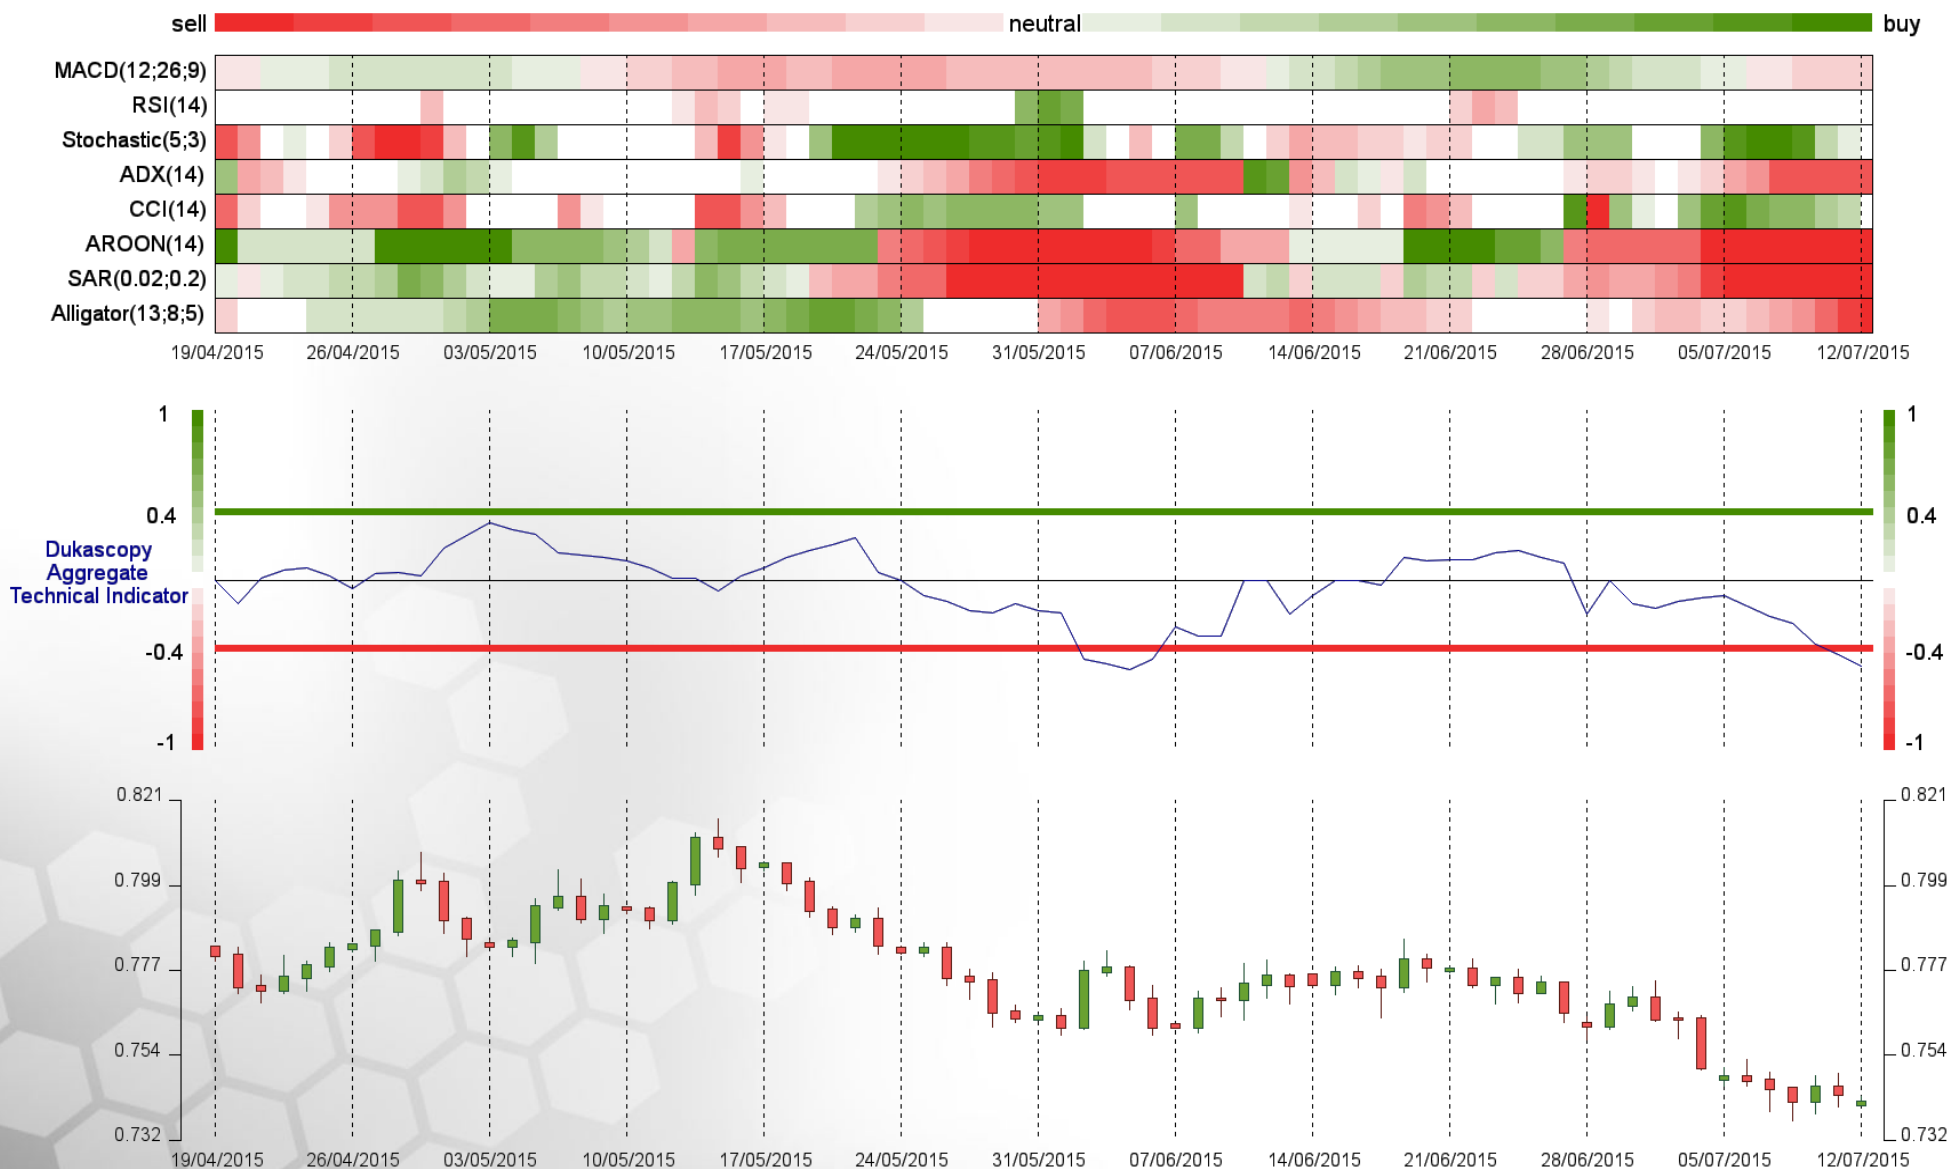 sell neutral buy
MACD(12;26;9)
RSI(14)
Stochastic(5;3)
ADX(14)
CCI(14)
AROON(14)
SAR(0.02;0.2)
Alligator(13;8;5)
19/04/2015 26/04/2015 03/05/2015 10/05/2015 17/05/2015 24/05/2015 31/05/2015 07/06/2015 14/06/2015 21/06/2015 28/06/2015 05/07/2015 12/07/2015
1 1
0.4 0.4
Dukascopy
Aggregate
Technical Indicator
-0.4 -0.4
-1 -1
0.821 0.821
0.799 0.799
0.777 0.777
0.754 0.754
0.732 0.732
19/04/2015 26/04/2015 03/05/2015 10/05/2015 17/05/2015 24/05/2015 31/05/2015 07/06/2015 14/06/2015 21/06/2015 28/06/2015 05/07/2015 12/07/2015